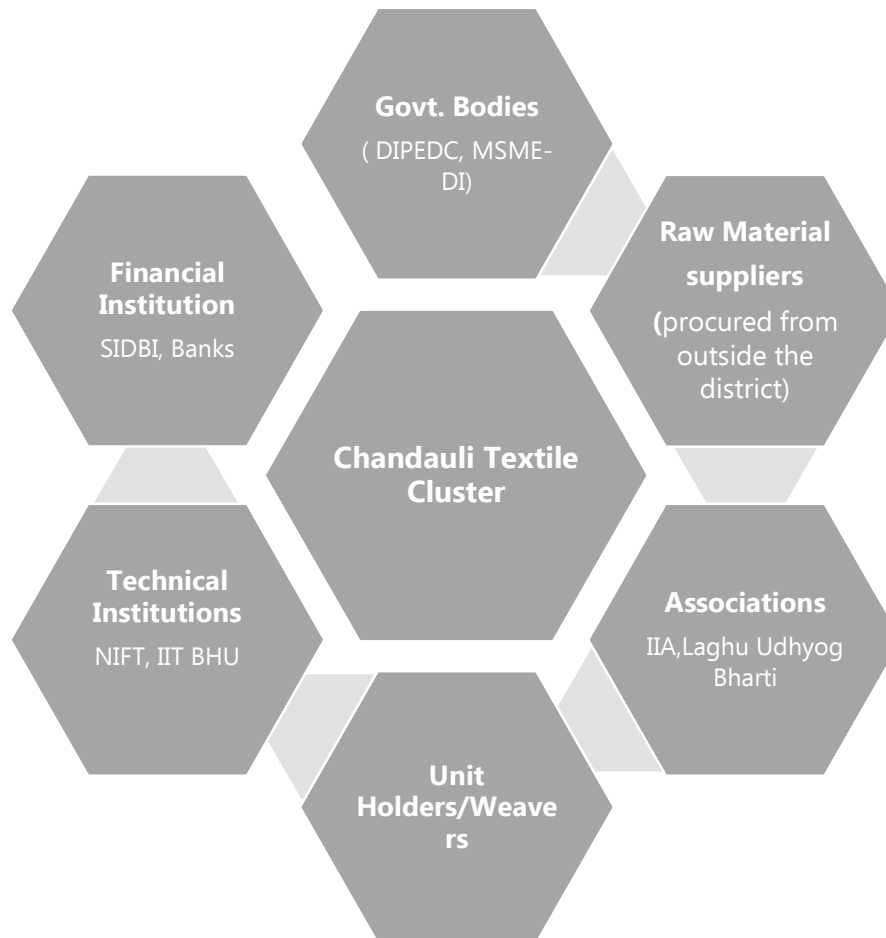 Govt. Bodies
( DIPEDC, MSME-
DI)
Raw Material
suppliers
(procured from
outside the
district)
Financial
Institution
SIDBI, Banks
Chandauli Textile
Cluster
Technical
Institutions
NIFT, IIT BHU
Associations
IIA,Laghu Udhyog
Bharti
Unit
Holders/Weave
rs